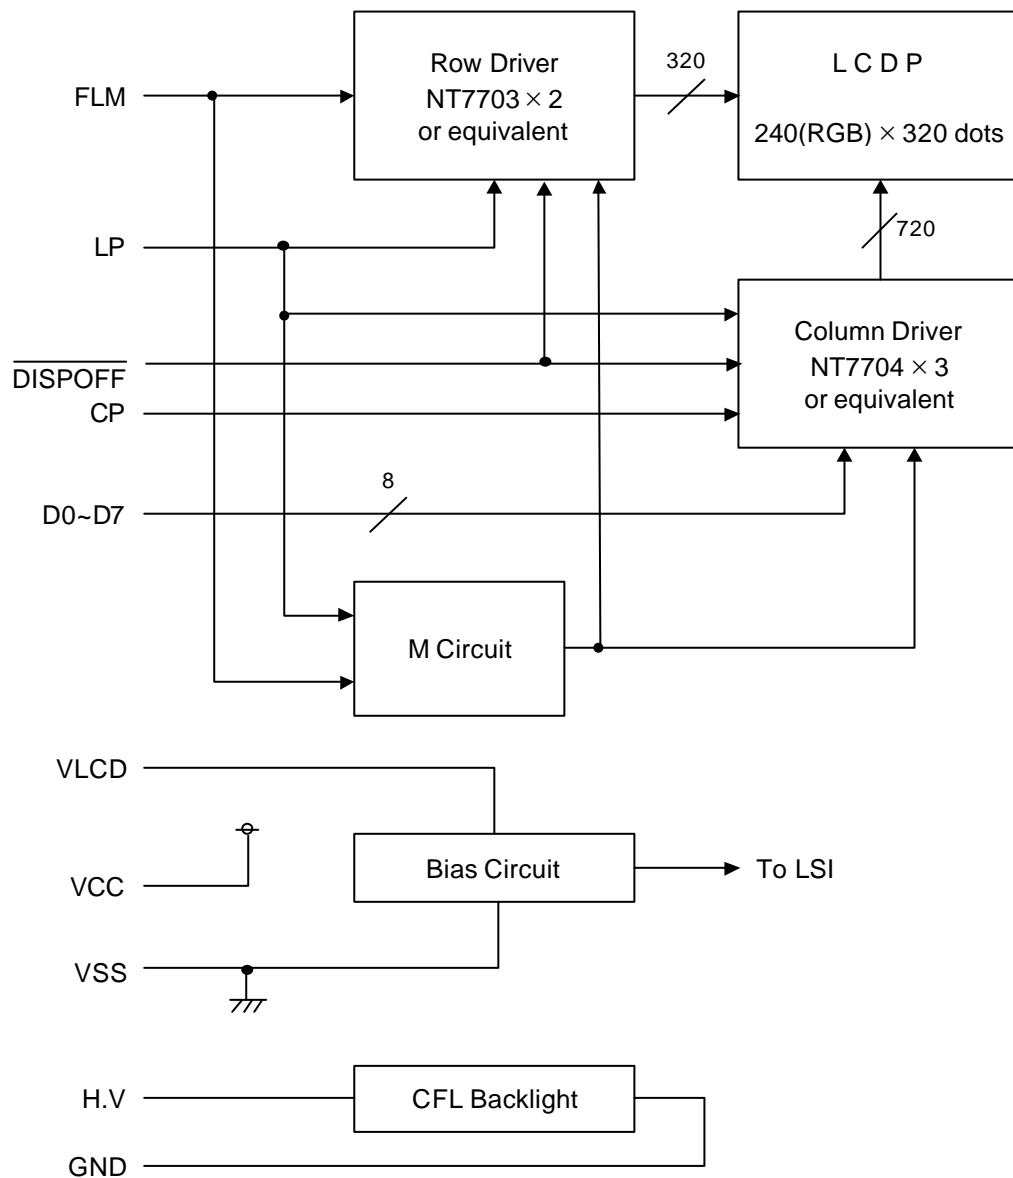 Row Driver
NT7703 × 2
or equivalent
320
L C D P
240(RGB) × 320 dots
FLM
LP
720
Column Driver
NT7704 × 3
or equivalent
DISPOFF
CP
8
D0~D7
M Circuit
VLCD
Bias Circuit
To LSI
VCC
VSS
H.V
CFL Backlight
GND